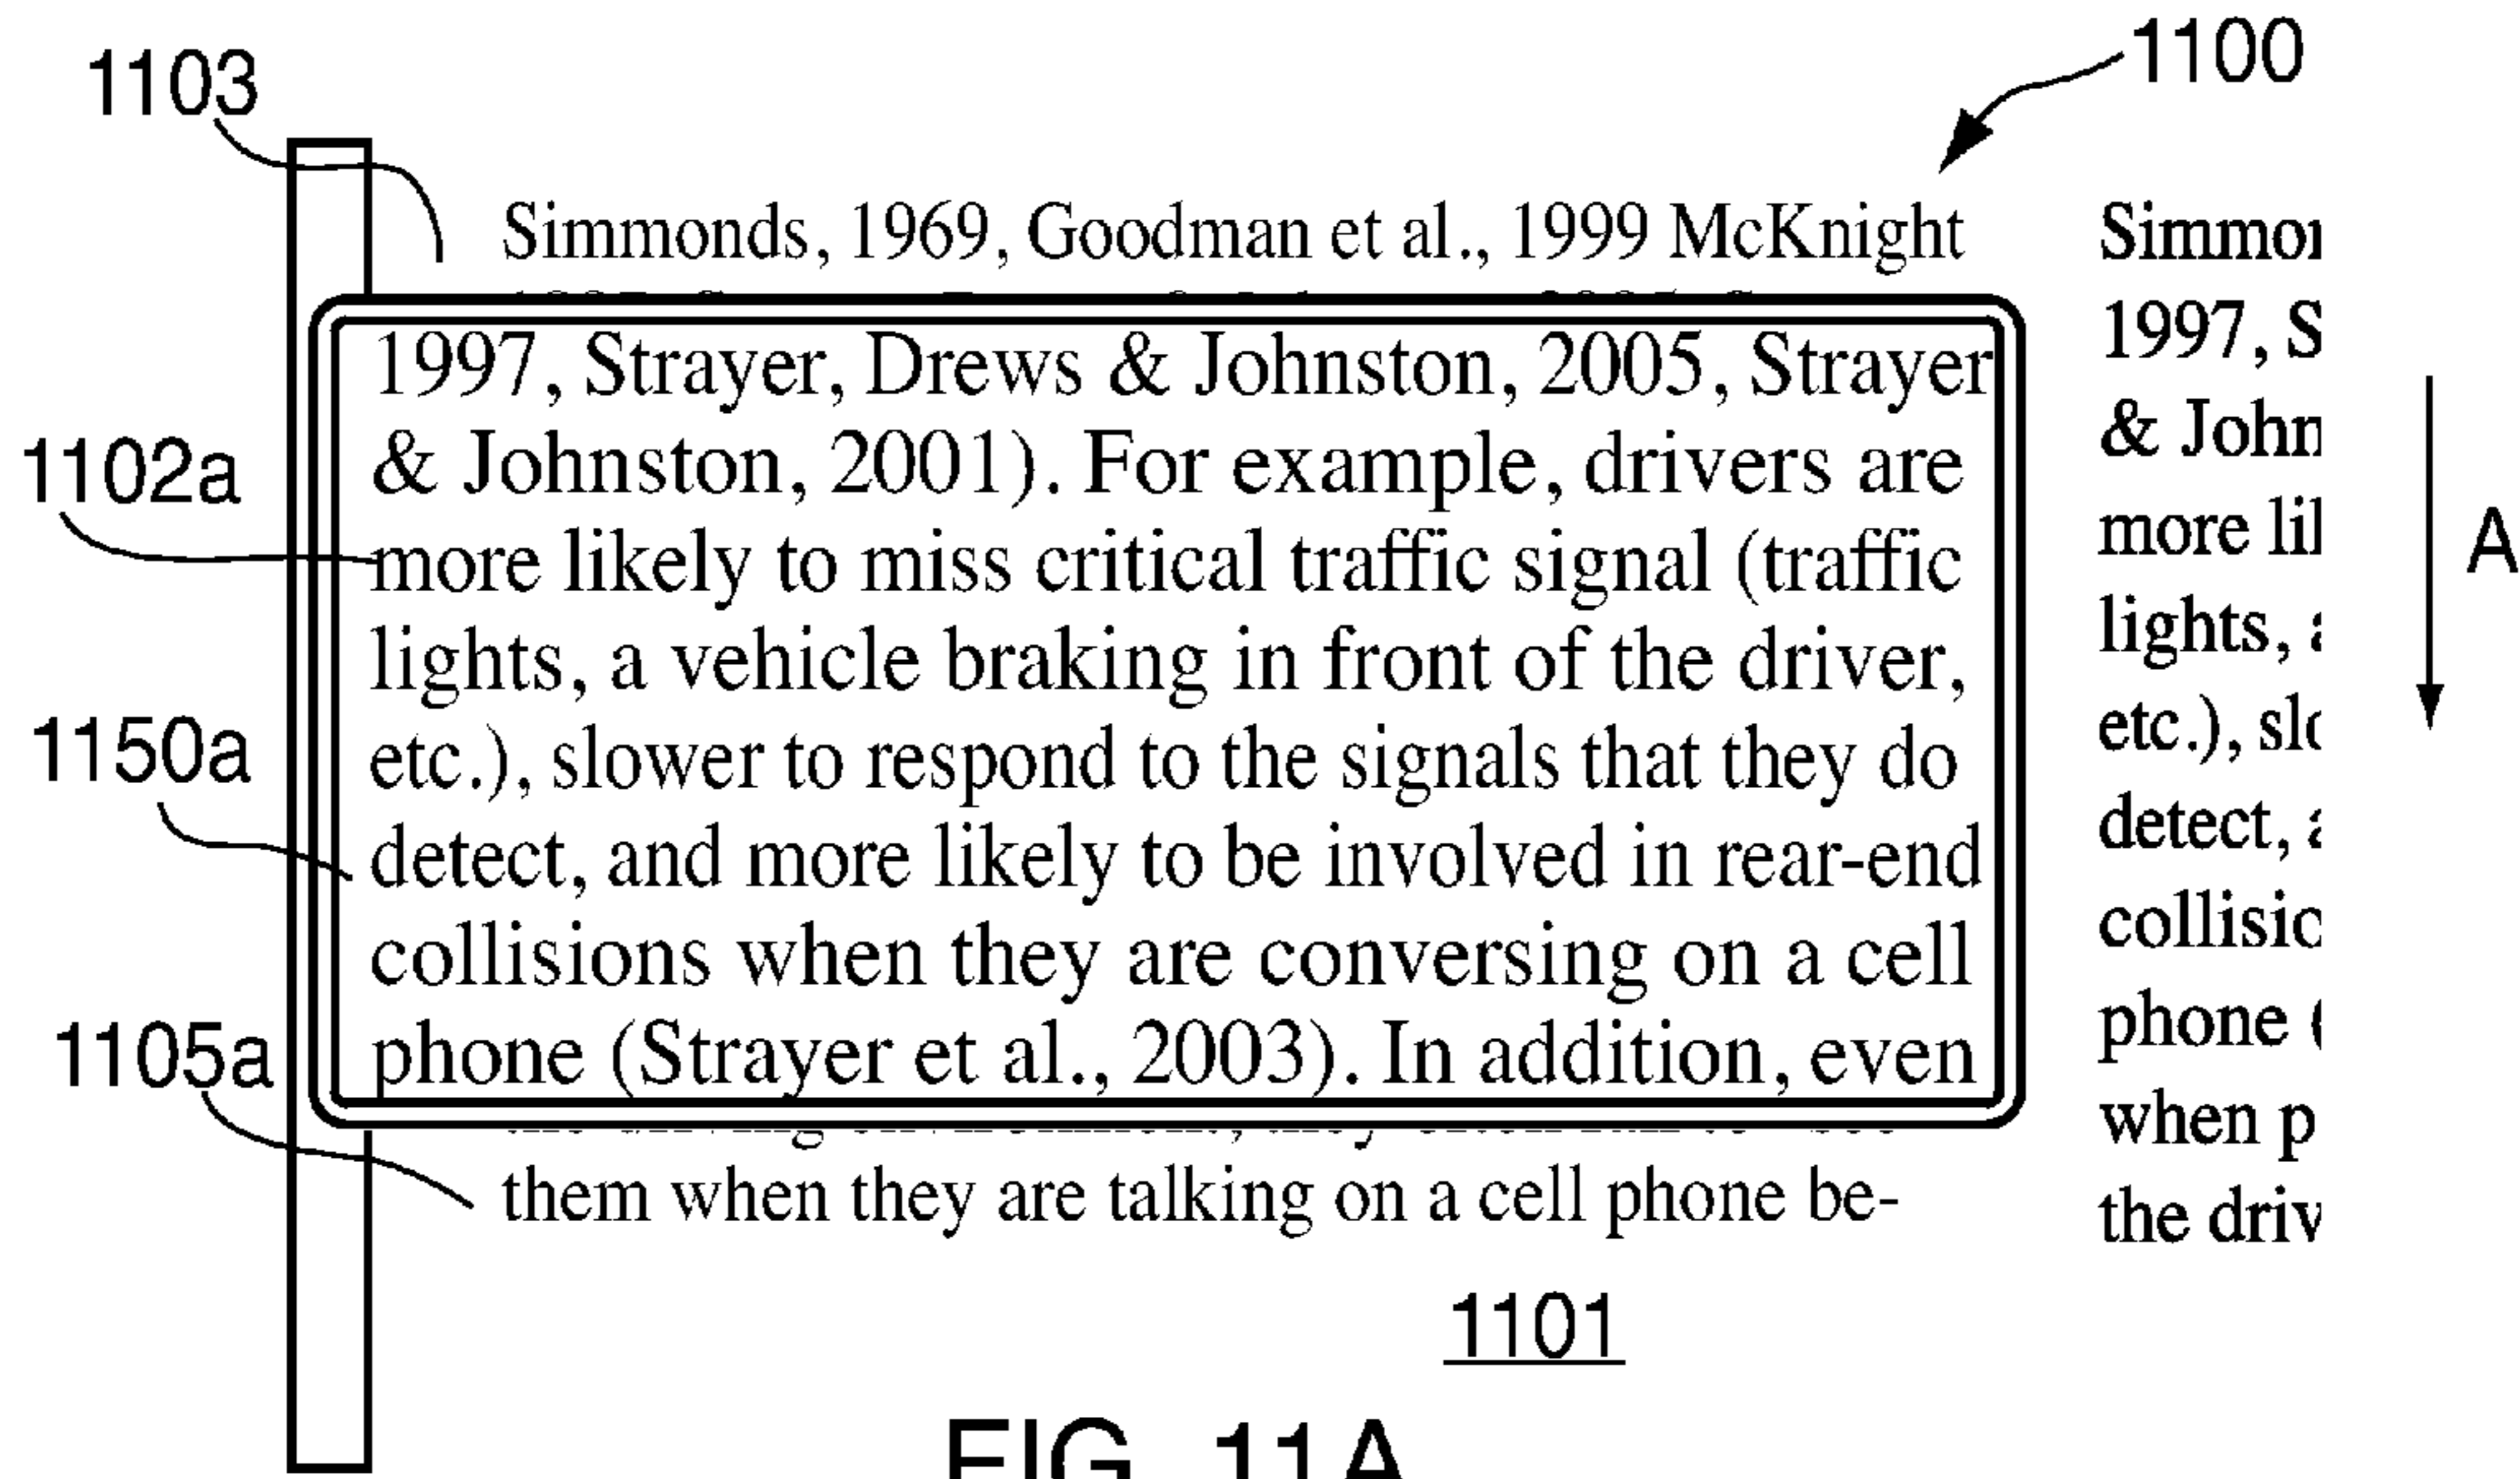 1103
1100
Simmonds, 1969, Goodman et al., 1999 McKnight
1997, Strayer, Drews & Johnston, 2005, Strayer
& Johnston, 2001). For example, drivers are
more likely to miss critical traffic signal (traffic
lights, a vehicle braking in front of the driver,
etc.), slower to respond to the signals that they do
detect, and more likely to be involved in rear-end
collisions when they are conversing on a cell
phone (Strayer et al., 2003). In addition, even
them when they are talking on a cell phone be-
1102a
1150a
1105a
1997, S
& John
more
lights,
etc.),
detect,
phone
when p
the driv
A
1101
FIG. 11A